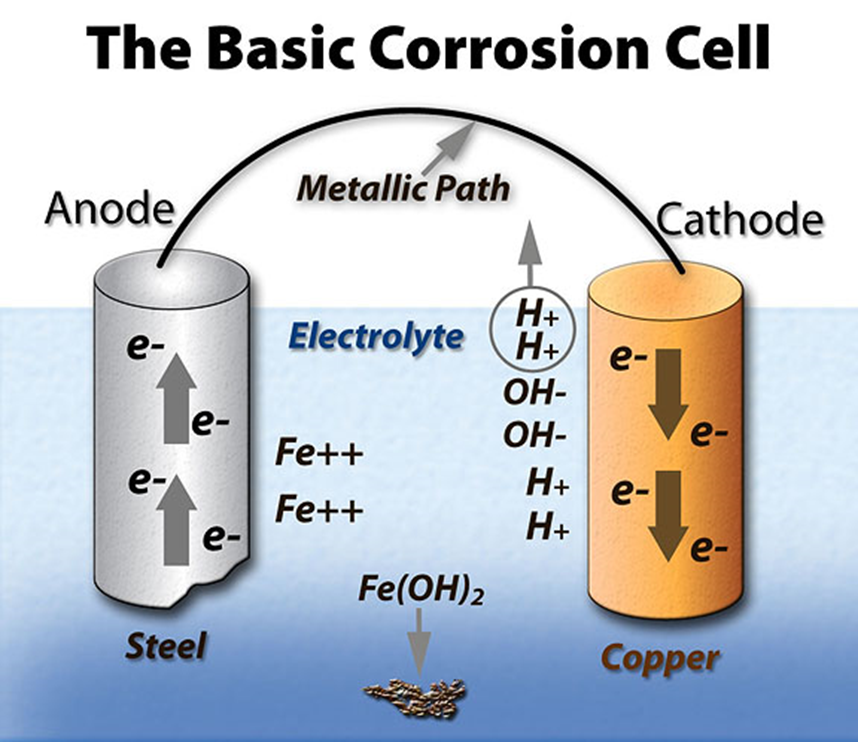 The Basic Corrosion Cell
Metallic Path
Anode
Cathode
Electrolyte
H+
H+
OH-
OH-
H+
H+
e-
e-
e-
e-
Fe++
Fe++
e-
e-
e-
e-
Fe(OH)₂
Steel
Copper